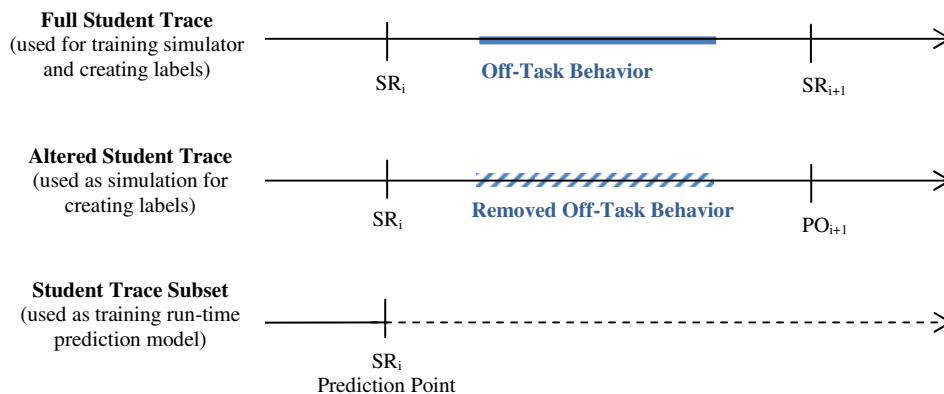 Full Student Trace
(used for training simulator
and creating labels)
Off-Task Behavior
SRi
SRi+1
Altered Student Trace
(used as simulation for
creating labels)
Removed Off-Task Behavior
SRi
POi+1
Student Trace Subset
(used as training run-time
prediction model)
SRi
Prediction Point